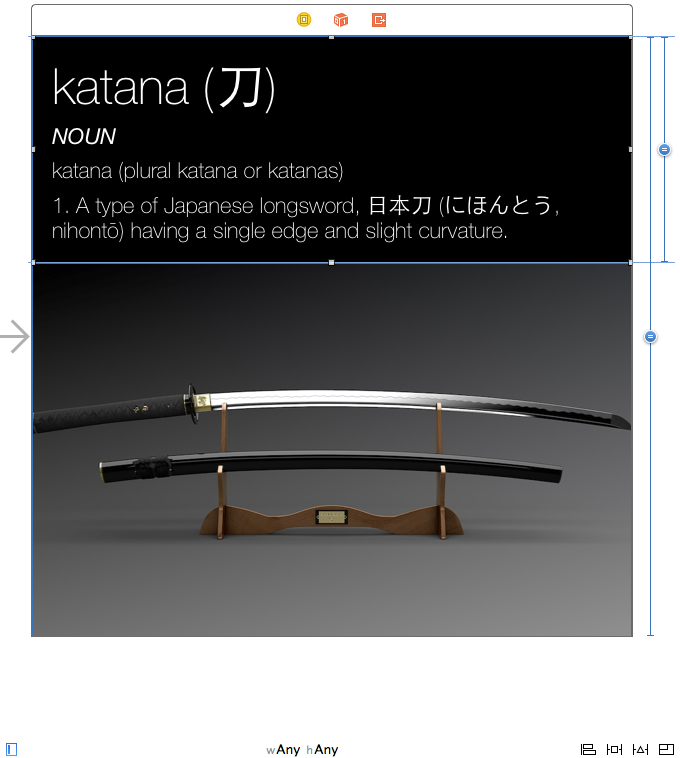 katana (刀)
NOUN
katana (plural katana or katanas)
1. A type of Japanese longsword, 日本刀 (にほんとう,
nihontō) having a single edge and slight curvature.
wAny hAny